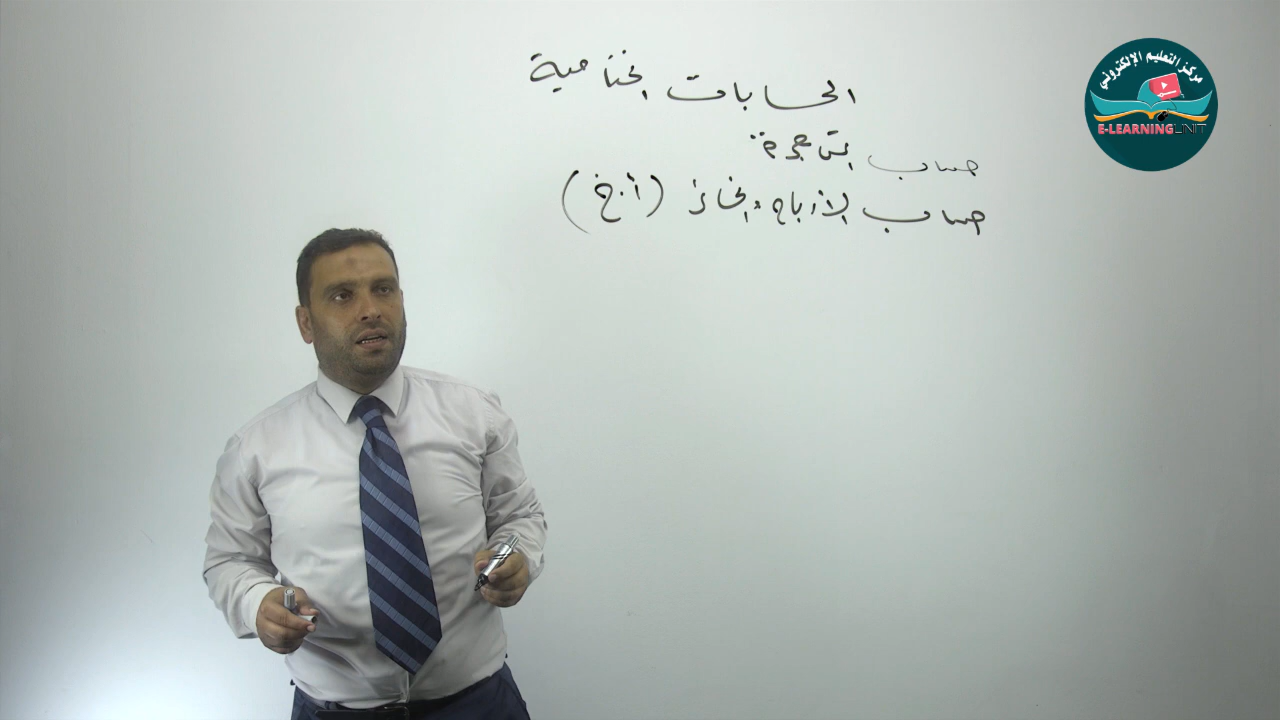 الحسابات الختامية
حساب المتاجرة
حساب الأرباح والخسائر (أ.خ)
مركز التعليم الإلكتروني
E-LEARNING UNIT